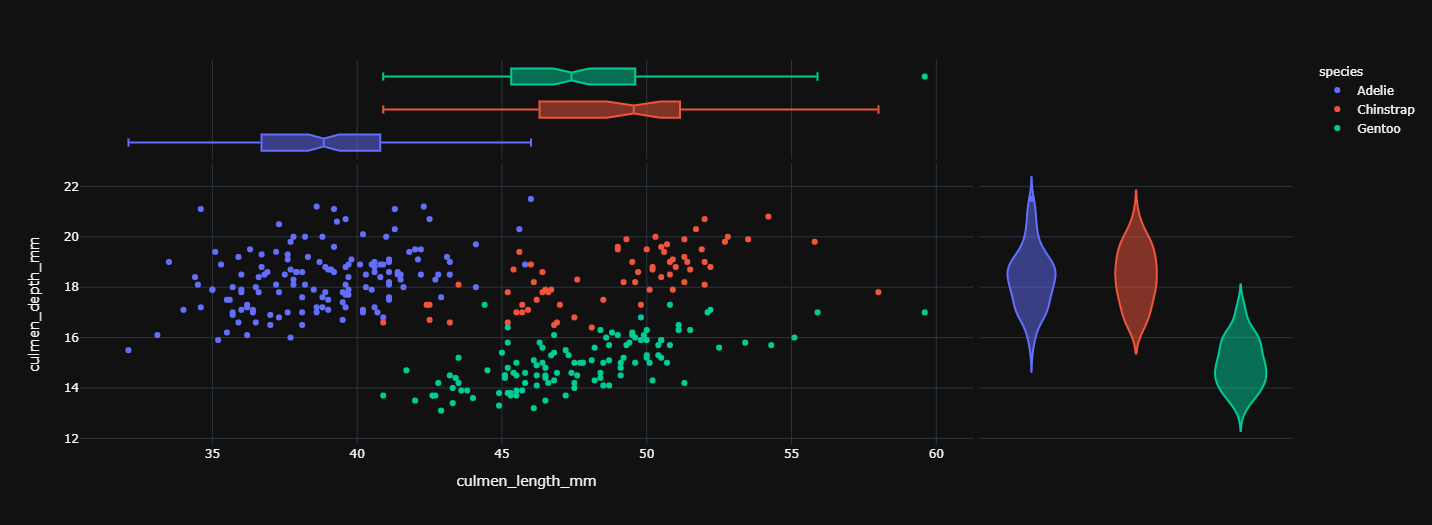 species
Adelie
Chinstrap
Gentoo
22
20
18
16
14
12
culmen_depth_mm
35 40 45 50 55 60
culmen_length_mm